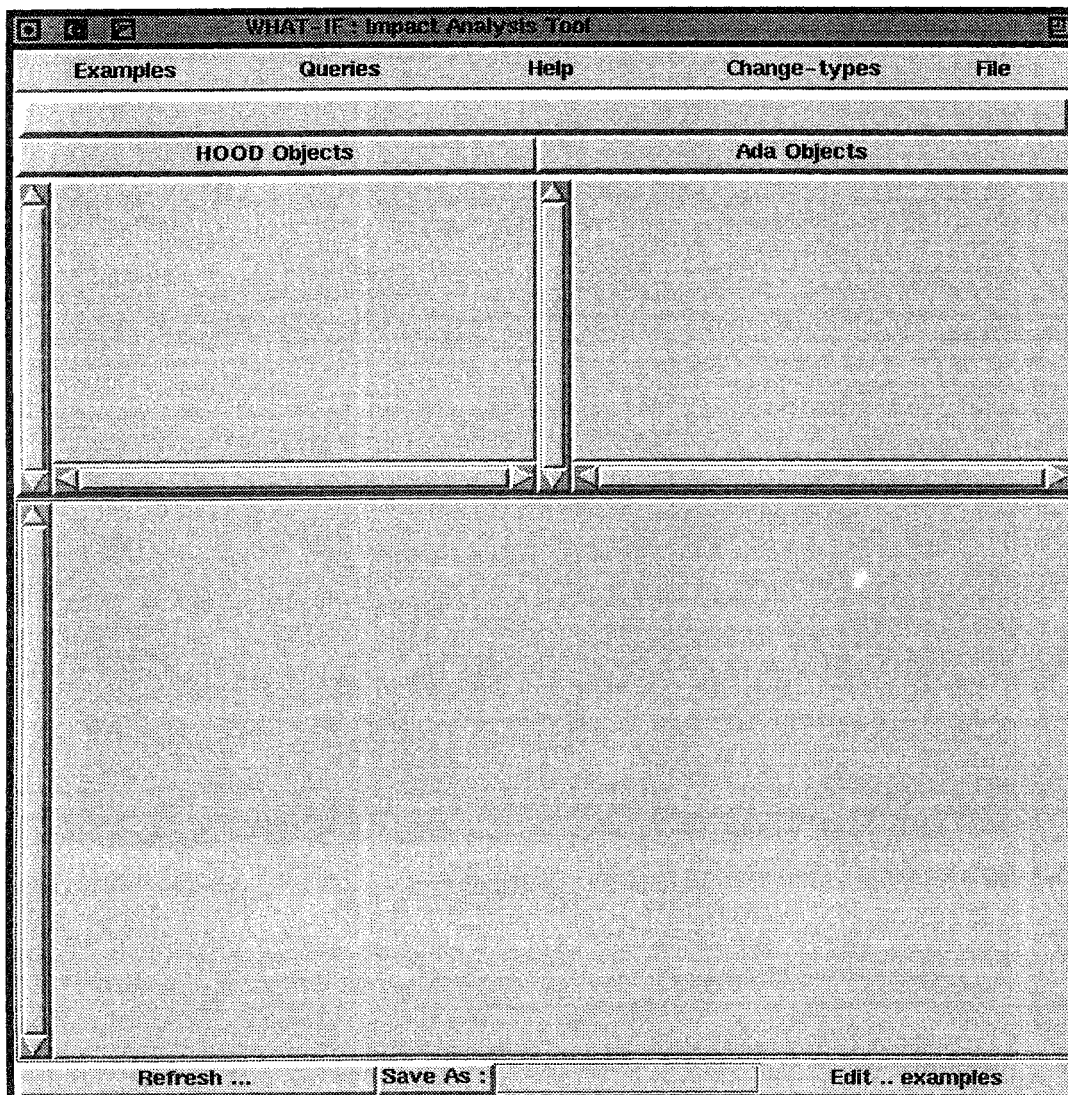 WHAT-IF : Impact Analysis Tool
Examples Queries Help Change-types File
HOOD Objects Ada Objects
Refresh ... Save As : Edit .. examples